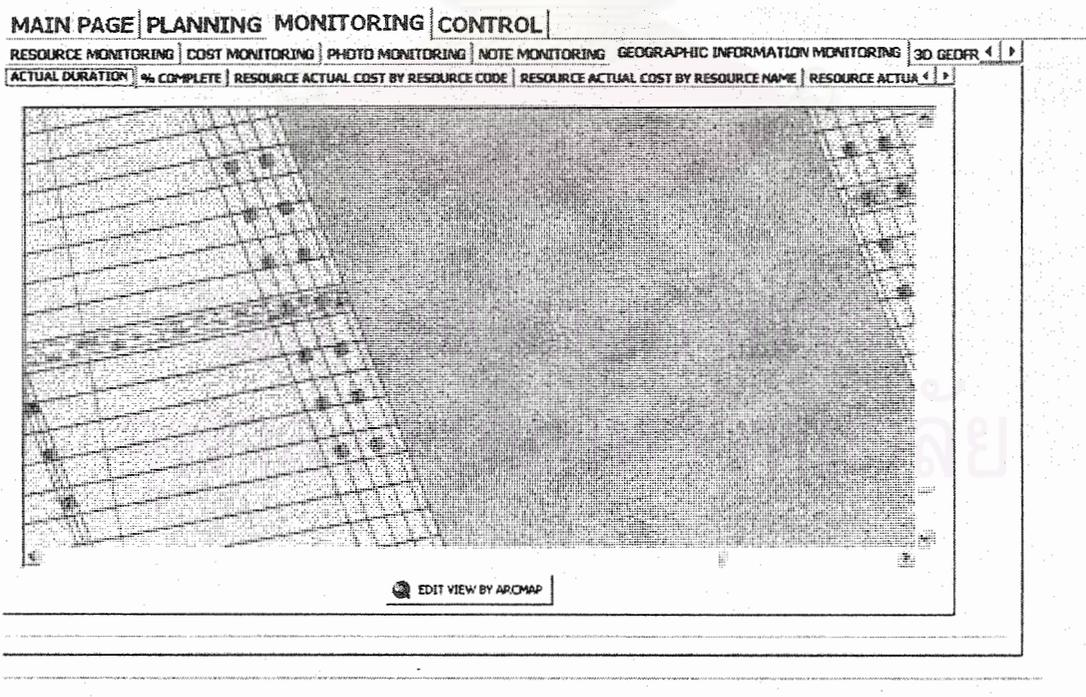 MAIN PAGE PLANNING MONITORING CONTROL
RESOURCE MONITORING COST MONITORING PHOTO MONITORING NOTE MONITORING GEOGRAPHIC INFORMATION MONITORING 3D GEOFR
ACTUAL DURATION % COMPLETE RESOURCE ACTUAL COST BY RESOURCE CODE RESOURCE ACTUAL COST BY RESOURCE NAME RESOURCE ACTUA
EDIT VIEW BY ARCMAP